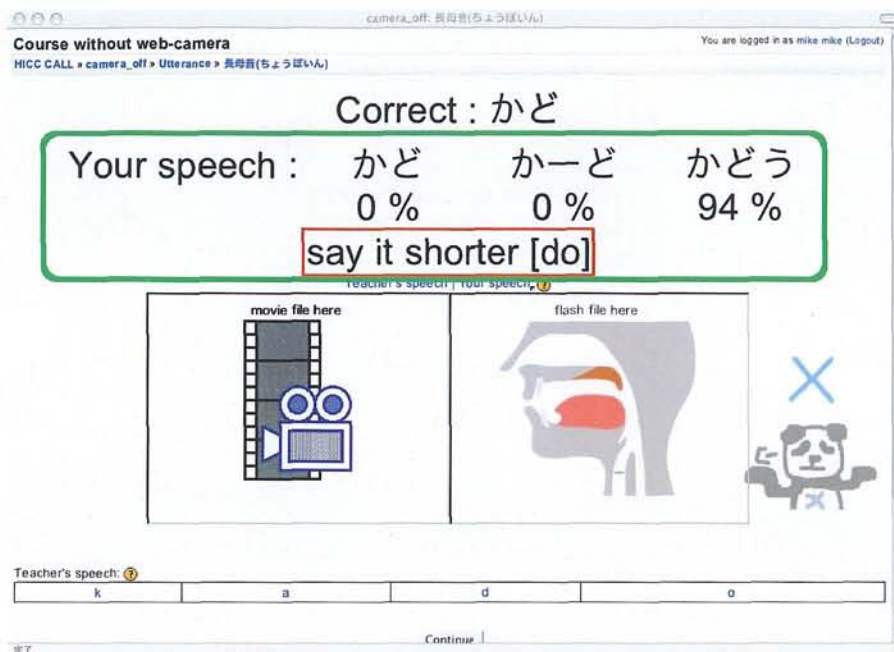 camera_off: 長母音(ちょうぼいん)
Course without web-camera
You are logged in as mike mike (Logout)
HICC CALL » camera_off » Utterance » 長母音(ちょうぼいん)
Correct : かど
Your speech : かど かーど かどう
0 % 0 % 94 %
say it shorter [do]
Teacher's speech | Your speech
movie file here
flash file here
Teacher's speech:
k a d o
Continue
完了